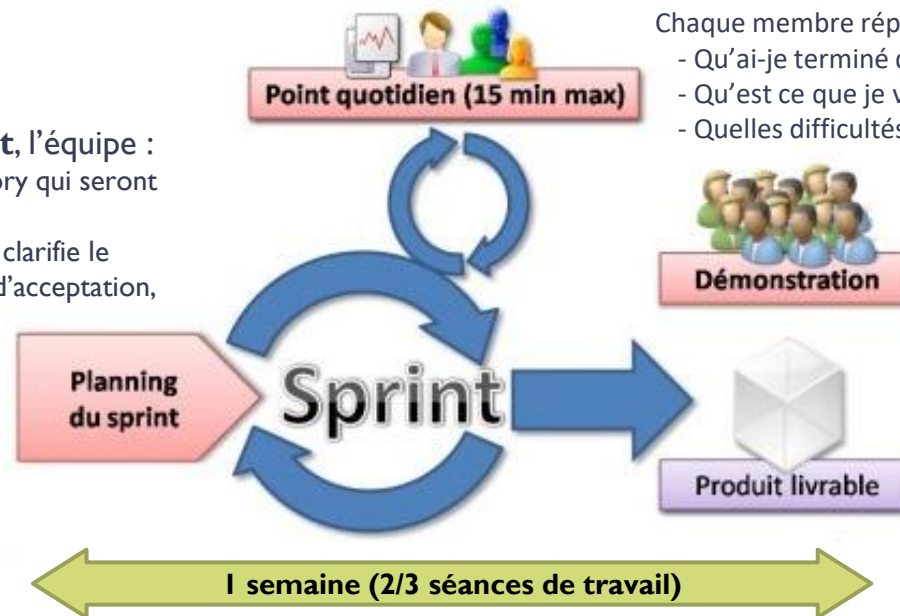 Chaque membre rép
- Qu’ai-je terminé
- Qu’est ce que je v
- Quelles difficultés
Point quotidien (15 min max)
t, l’équipe :
ory qui seront
clarifie le
d’acceptation,
Démonstration
Planning
du sprint
Sprint
Produit livrable
1 semaine (2/3 séances de travail)